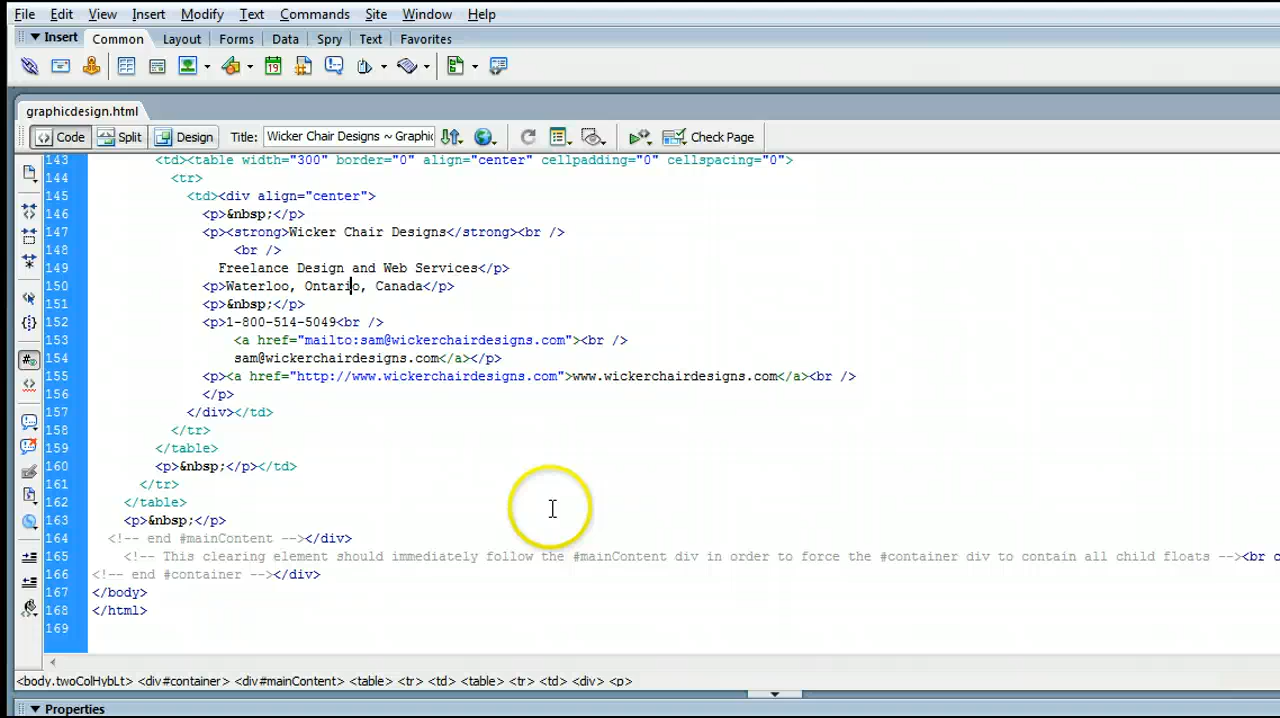 File Edit View Insert Modify Text Commands Site Window Help
Insert Common Layout Forms Data Spry Text Favorites
19
graphicdesign.html
Code Split Design Title: Wicker Chair Designs ~ Graphic Check Page
143 <td><table width="300" border="0" align="center" cellpadding="0" cellspacing="0">
144 <tr>
145 <td><div align="center">
146 <p>&nbsp;</p>
147 <p><strong>Wicker Chair Designs</strong><br />
148 <br />
149 Freelance Design and Web Services</p>
150 <p>Waterloo, Ontario, Canada</p>
151 <p>&nbsp;</p>
152 <p>1-800-514-5049<br />
153 <a href="mailto:sam@wickerchairdesigns.com"><br />
154 sam@wickerchairdesigns.com</a></p>
155 <p><a href="http://www.wickerchairdesigns.com">www.wickerchairdesigns.com</a><br />
156 </p>
157 </div></td>
158 </tr>
159 </table>
160 <p>&nbsp;</p></td>
161 </tr>
162 </table>
163 <p>&nbsp;</p>
164 <!-- end #mainContent --></div>
165 <!-- This clearing element should immediately follow the #mainContent div in order to force the #container div to contain all child floats --><br c
166 <!-- end #container --></div>
167 </body>
168 </html>
169
<body.twoColHybLt> <div#container> <div#mainContent> <table> <tr> <td> <table> <tr> <td> <div> <p>
Properties